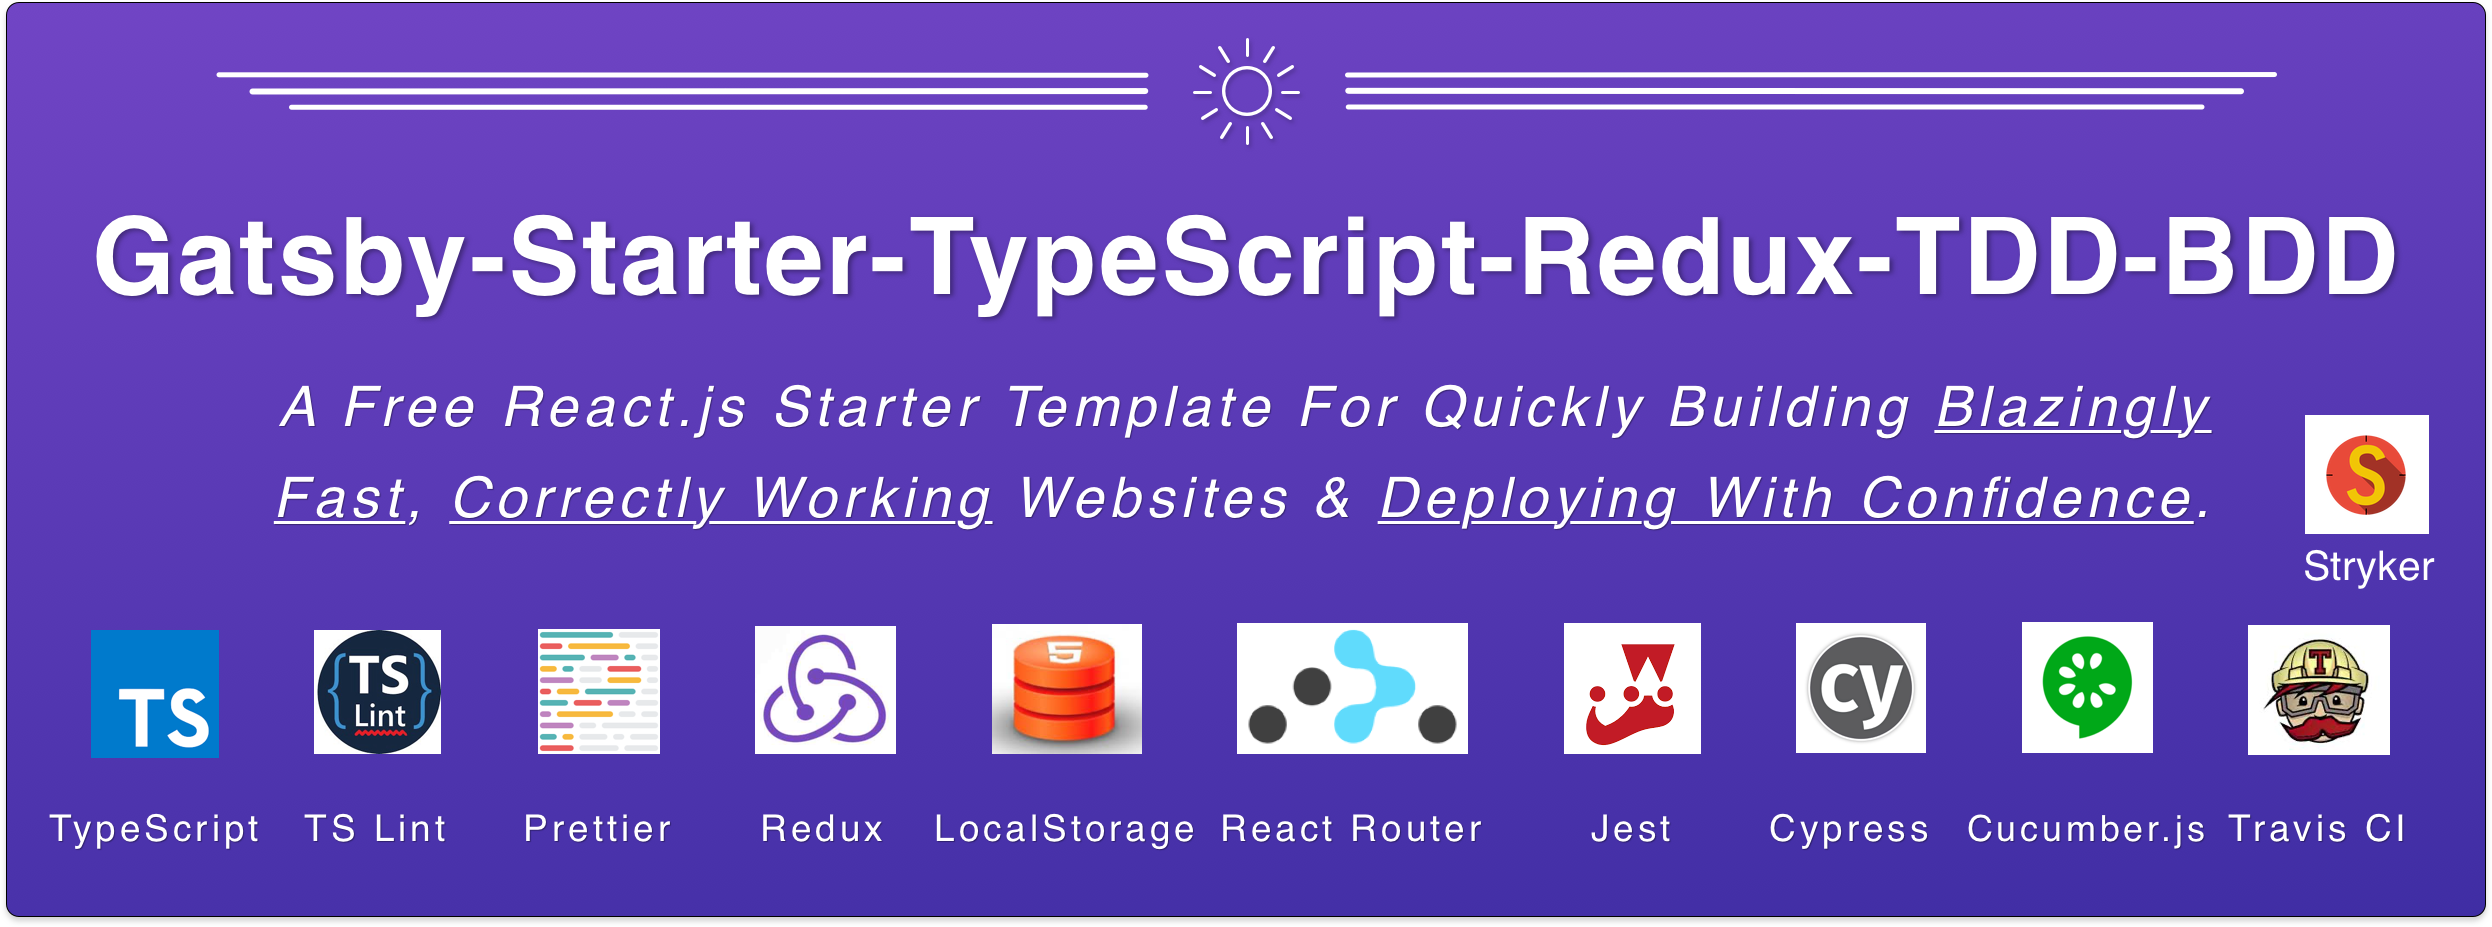 Gatsby-Starter-TypeScript-Redux-TDD-BDD
A Free React.js Starter Template For Quickly Building Blazingly
Fast, Correctly Working Websites & Deploying With Confidence.
S
Stryker
TS
{TS
Lint}
5
cy
T
TypeScript
TS Lint
Prettier
Redux
LocalStorage
React Router
Jest
Cypress
Cucumber.js
Travis CI